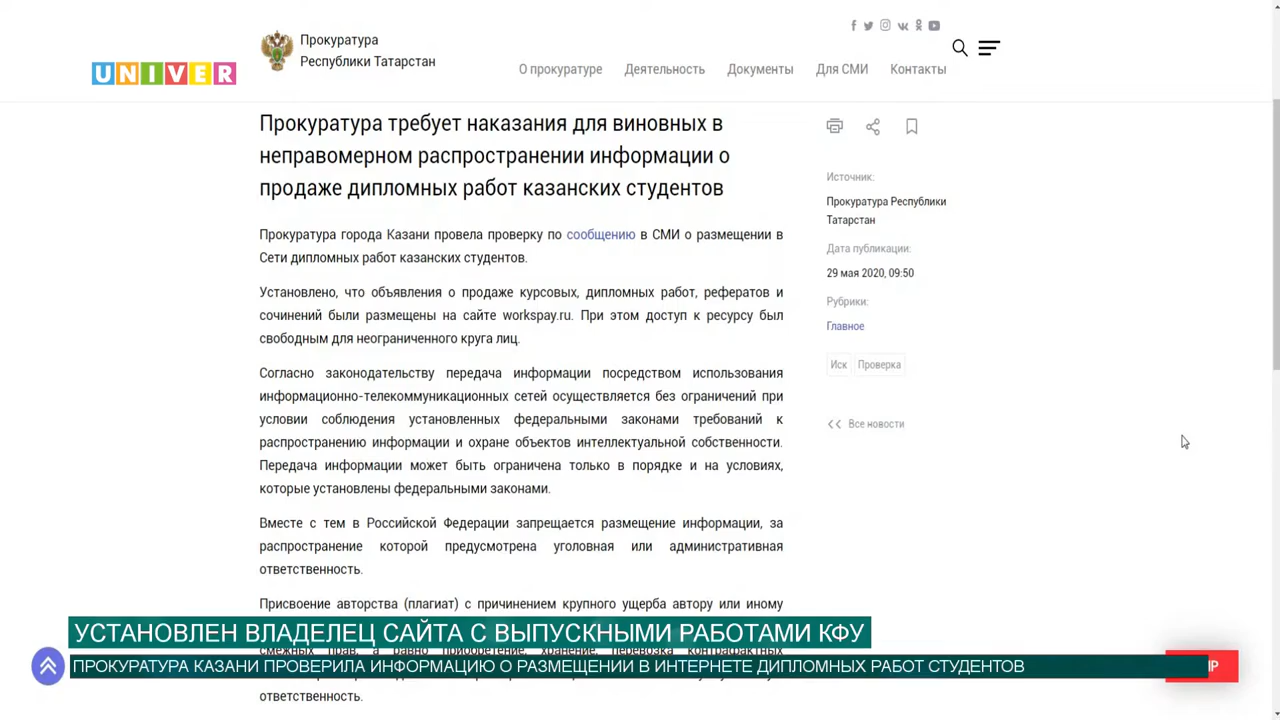 Прокуратура
Республики Татарстан
UNIVER
О прокуратуре Деятельность Документы Для СМИ Контакты
Прокуратура требует наказания для виновных в
неправомерном распространении информации о
продаже дипломных работ казанских студентов
Прокуратура города Казани провела проверку по сообщению в СМИ о размещении в
Сети дипломных работ казанских студентов.
Установлено, что объявления о продаже курсовых, дипломных работ, рефератов и
сочинений были размещены на сайте workspay.ru. При этом доступ к ресурсу был
свободным для неограниченного круга лиц.
Согласно законодательству передача информации посредством использования
информационно-телекоммуникационных сетей осуществляется без ограничений при
условии соблюдения установленных федеральными законами требований к
распространению информации и охране объектов интеллектуальной собственности.
Передача информации может быть ограничена только в порядке и на условиях,
которые установлены федеральными законами.
Вместе с тем в Российской Федерации запрещается размещение информации, за
распространение которой предусмотрена уголовная или административная
ответственность.
Присвоение авторства (плагиат) с причинением крупного ущерба автору или иному
ответственность.
Источник:
Прокуратура Республики
Татарстан
Дата публикации:
29 мая 2020, 09:50
Рубрики:
Главное
Иск Проверка
Все новости
УСТАНОВЛЕН ВЛАДЕЛЕЦ САЙТА С ВЫПУСКНЫМИ РАБОТАМИ КФУ
ПРОКУРАТУРА КАЗАНИ ПРОВЕРИЛА ИНФОРМАЦИЮ О РАЗМЕЩЕНИИ В ИНТЕРНЕТЕ ДИПЛОМНЫХ РАБОТ СТУДЕНТОВ